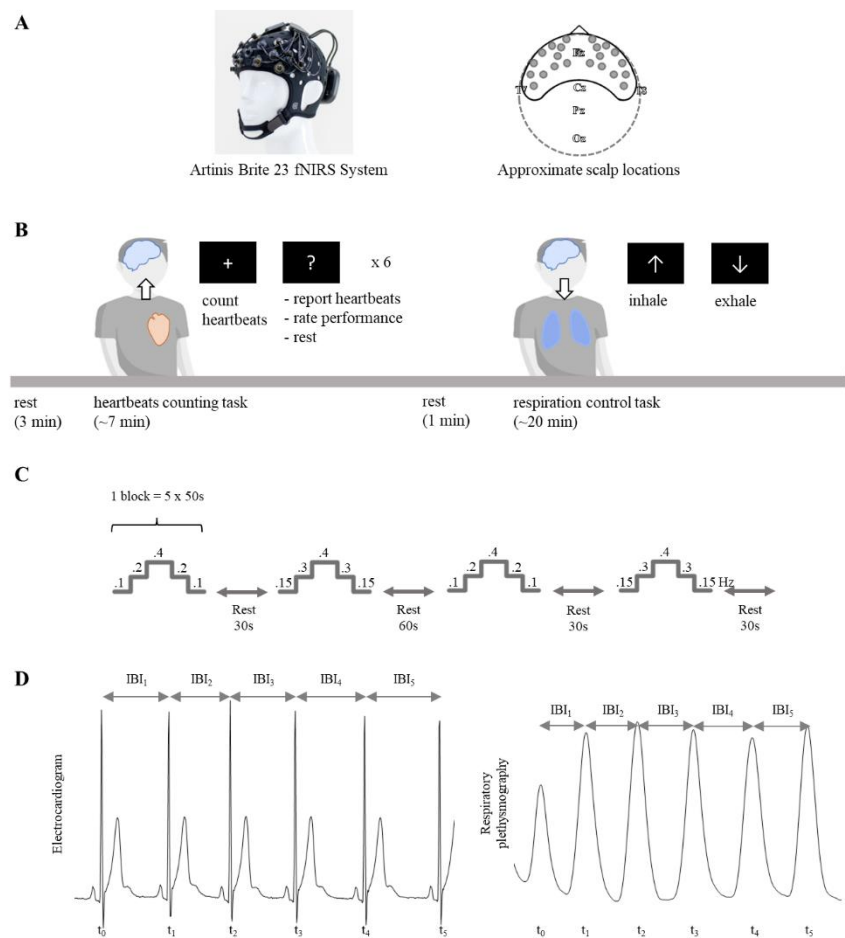 A
Artinis Brite 23 fNIRS System
Fz
T7
Cz
T8
Pz
Oz
Approximate scalp locations
B
+
?
x 6
↑
↓
count
heartbeats
- report heartbeats
- rate performance
- rest
inhale
exhale
rest
(3 min)
heartbeats counting task
(~7 min)
rest
(1 min)
respiration control task
(~20 min)
C
1 block = 5 x 50s
.1 .2 .4 .2 .1
Rest
30s
.15 .3 .4 .3 .15
Rest
60s
.1 .2 .4 .2 .1
Rest
30s
.15 .3 .4 .3 .15 Hz
Rest
30s
D
IBI₁ IBI₂ IBI₃ IBI₄ IBI₅
Electrocardiogram
t₀ t₁ t₂ t₃ t₄ t₅
IBI₁ IBI₂ IBI₃ IBI₄ IBI₅
Respiratory
plethysmography
t₀ t₁ t₂ t₃ t₄ t₅